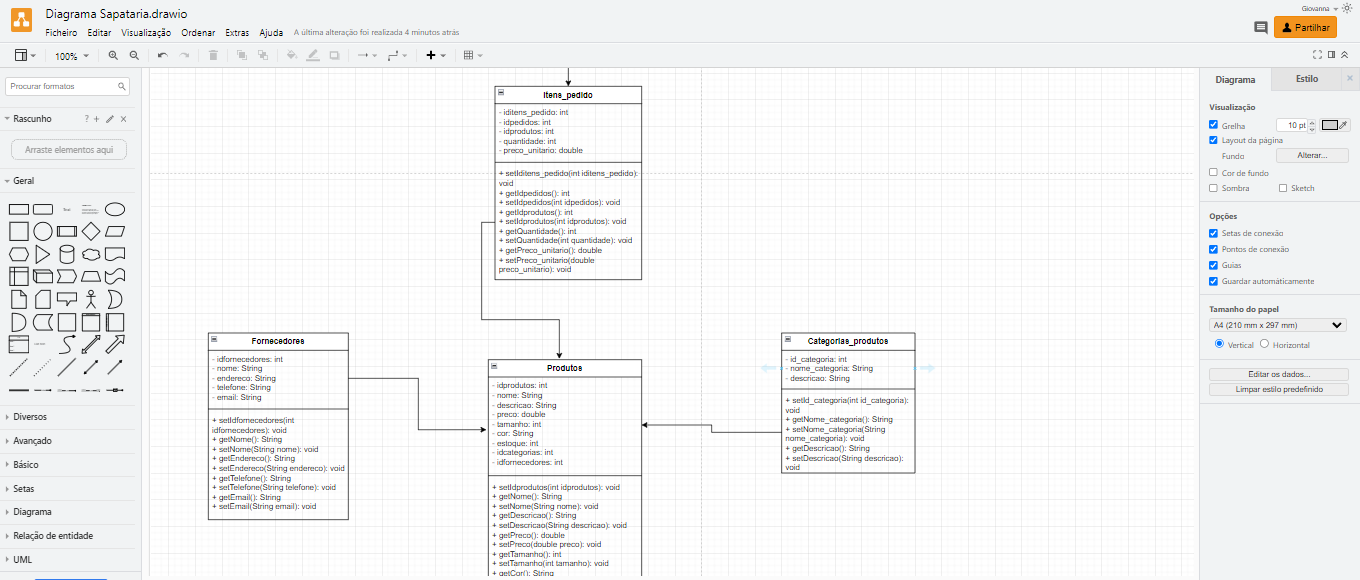 Diagrama Sapataria.drawio
Giovanna
Ficheiro Editar Visualização Ordenar Extras Ajuda A última alteração foi realizada 4 minutos atrás
Partilhar
100%
Procurar formatos
Rascunho ?
Arraste elementos aqui
Geral
Diversos
Avançado
Básico
Setas
Diagrama
Relação de entidade
UML
Itens_pedido
- iditens_pedido: int
- idpedidos: int
- idprodutos: int
- quantidade: int
- preco_unitario: double
+ setIditens_pedido(int iditens_pedido):
void
+ getIdpedidos(): int
+ setIdpedidos(int idpedidos): void
+ getIdprodutos(): int
+ setIdprodutos(int idprodutos): void
+ getQuantidade(): int
+ setQuantidade(int quantidade): void
+ getPreco_unitario(): double
+ setPreco_unitario(double
preco_unitario): void
Fornecedores
- idfornecedores: int
- nome: String
- endereco: String
- telefone: String
- email: String
+ setIdfornecedores(int
idfornecedores): void
+ getNome(): String
+ setNome(String nome): void
+ getEndereco(): String
+ setEndereco(String endereco): void
+ getTelefone(): String
+ setTelefone(String telefone): void
+ getEmail(): String
+ setEmail(String email): void
Produtos
- idprodutos: int
- nome: String
- descricao: String
- preco: double
- tamanho: int
- cor: String
- estoque: int
- idcategorias: int
- idfornecedores: int
+ setIdprodutos(int idprodutos): void
+ getNome(): String
+ setNome(String nome): void
+ getDescricao(): String
+ setDescricao(String descricao): void
+ getPreco(): double
+ setPreco(double preco): void
+ getTamanho(): int
+ setTamanho(int tamanho): void
+ getCor(): String
Categorias_produtos
- id_categoria: int
- nome_categoria: String
- descricao: String
+ setId_categoria(int id_categoria):
void
+ getNome_categoria(): String
+ setNome_categoria(String
nome_categoria): void
+ getDescricao(): String
+ setDescricao(String descricao):
void
Diagrama Estilo
Visualização
Grelha 10 pt
Layout da página
Fundo Alterar...
Cor de fundo
Sombra Sketch
Opções
Setas de conexão
Pontos de conexão
Guias
Guardar automáticamente
Tamanho do papel
A4 (210 mm x 297 mm)
Vertical Horizontal
Editar os dados...
Limpar estilo predefinido